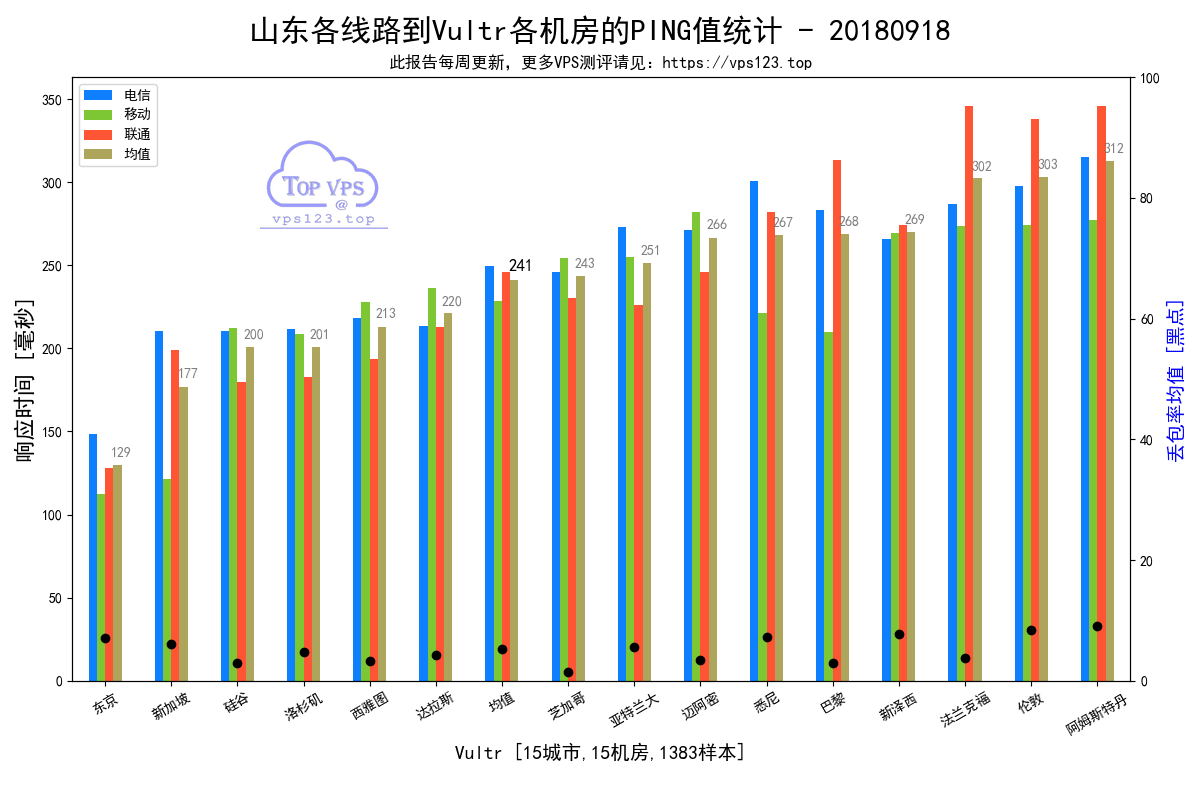 山东各线路到Vultr各机房的PING值统计 - 20180918
此报告每周更新，更多VPS测评请见：https://vps123.top
电信
移动
联通
均值
TOP VPS
@
vps123.top
响应时间 [毫秒]
350
300
250
200
150
100
50
0
129
177
200
201
213
220
241
243
251
266
267
268
269
302
303
312
100
80
60
40
20
0
丢包率均值 [黑点]
东京
新加坡
硅谷
洛杉矶
西雅图
达拉斯
均值
芝加哥
亚特兰大
迈阿密
悉尼
巴黎
新泽西
法兰克福
伦敦
阿姆斯特丹
Vultr [15城市,15机房,1383样本]